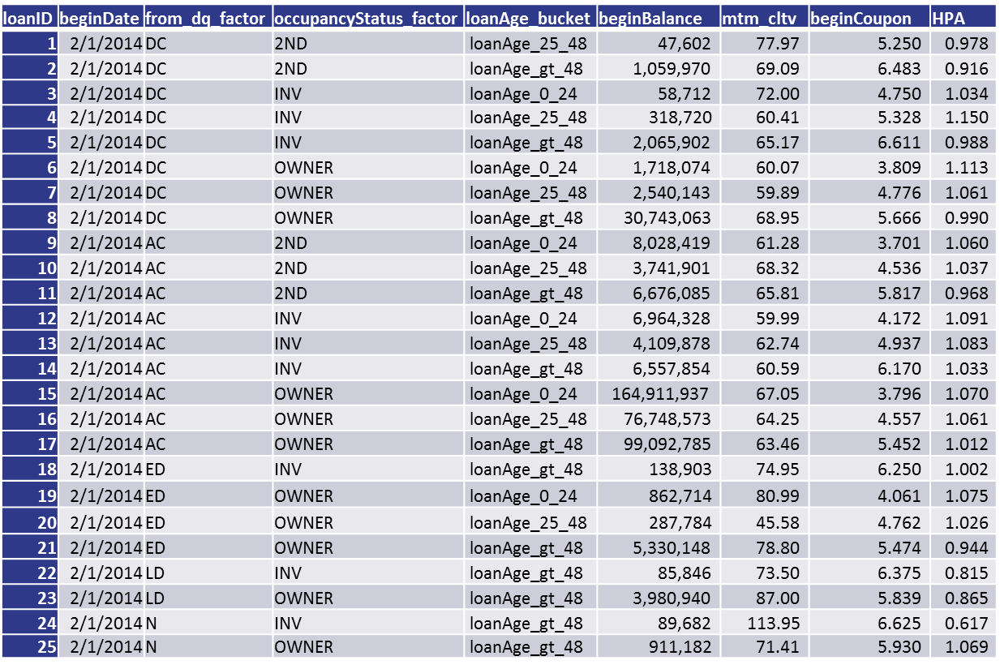 loanID beginDate from_dq_factor occupancyStatus_factor loanAge_bucket beginBalance mtm_cltv beginCoupon HPA
1 2/1/2014 DC 2ND loanAge_25_48 47,602 77.97 5.250 0.978
2 2/1/2014 DC 2ND loanAge_gt_48 1,059,970 69.09 6.483 0.916
3 2/1/2014 DC INV loanAge_0_24 58,712 72.00 4.750 1.034
4 2/1/2014 DC INV loanAge_25_48 318,720 60.41 5.328 1.150
5 2/1/2014 DC INV loanAge_gt_48 2,065,902 65.17 6.611 0.988
6 2/1/2014 DC OWNER loanAge_0_24 1,718,074 60.07 3.809 1.113
7 2/1/2014 DC OWNER loanAge_25_48 2,540,143 59.89 4.776 1.061
8 2/1/2014 DC OWNER loanAge_gt_48 30,743,063 68.95 5.666 0.990
9 2/1/2014 AC 2ND loanAge_0_24 8,028,419 61.28 3.701 1.060
10 2/1/2014 AC 2ND loanAge_25_48 3,741,901 68.32 4.536 1.037
11 2/1/2014 AC 2ND loanAge_gt_48 6,676,085 65.81 5.817 0.968
12 2/1/2014 AC INV loanAge_0_24 6,964,328 59.99 4.172 1.091
13 2/1/2014 AC INV loanAge_25_48 4,109,878 62.74 4.937 1.083
14 2/1/2014 AC INV loanAge_gt_48 6,557,854 60.59 6.170 1.033
15 2/1/2014 AC OWNER loanAge_0_24 164,911,937 67.05 3.796 1.070
16 2/1/2014 AC OWNER loanAge_25_48 76,748,573 64.25 4.557 1.061
17 2/1/2014 AC OWNER loanAge_gt_48 99,092,785 63.46 5.452 1.012
18 2/1/2014 ED INV loanAge_gt_48 138,903 74.95 6.250 1.002
19 2/1/2014 ED OWNER loanAge_0_24 862,714 80.99 4.061 1.075
20 2/1/2014 ED OWNER loanAge_25_48 287,784 45.58 4.762 1.026
21 2/1/2014 ED OWNER loanAge_gt_48 5,330,148 78.80 5.474 0.944
22 2/1/2014 LD INV loanAge_gt_48 85,846 73.50 6.375 0.815
23 2/1/2014 LD OWNER loanAge_gt_48 3,980,940 87.00 5.839 0.865
24 2/1/2014 N INV loanAge_gt_48 89,682 113.95 6.625 0.617
25 2/1/2014 N OWNER loanAge_gt_48 911,182 71.41 5.930 1.069